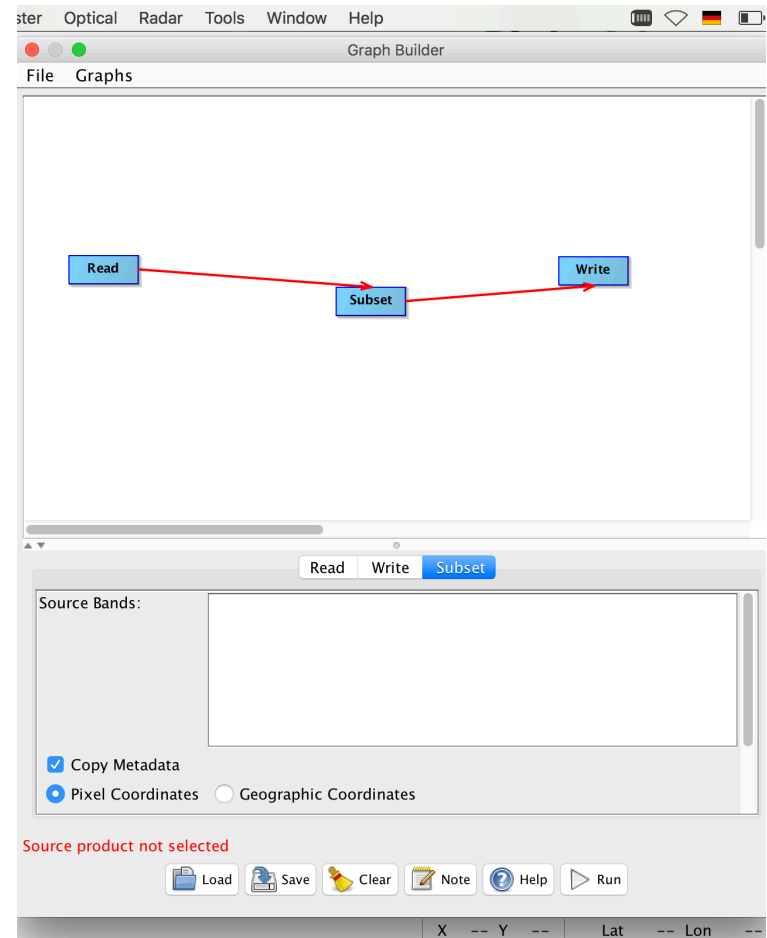 ster Optical Radar Tools Window Help
Graph Builder
File Graphs
Read
Write
Subset
Read Write Subset
Source Bands:
Copy Metadata
Pixel Coordinates Geographic Coordinates
Source product not selected
Load Save Clear Note Help Run
X -- Y -- Lat -- Lon --